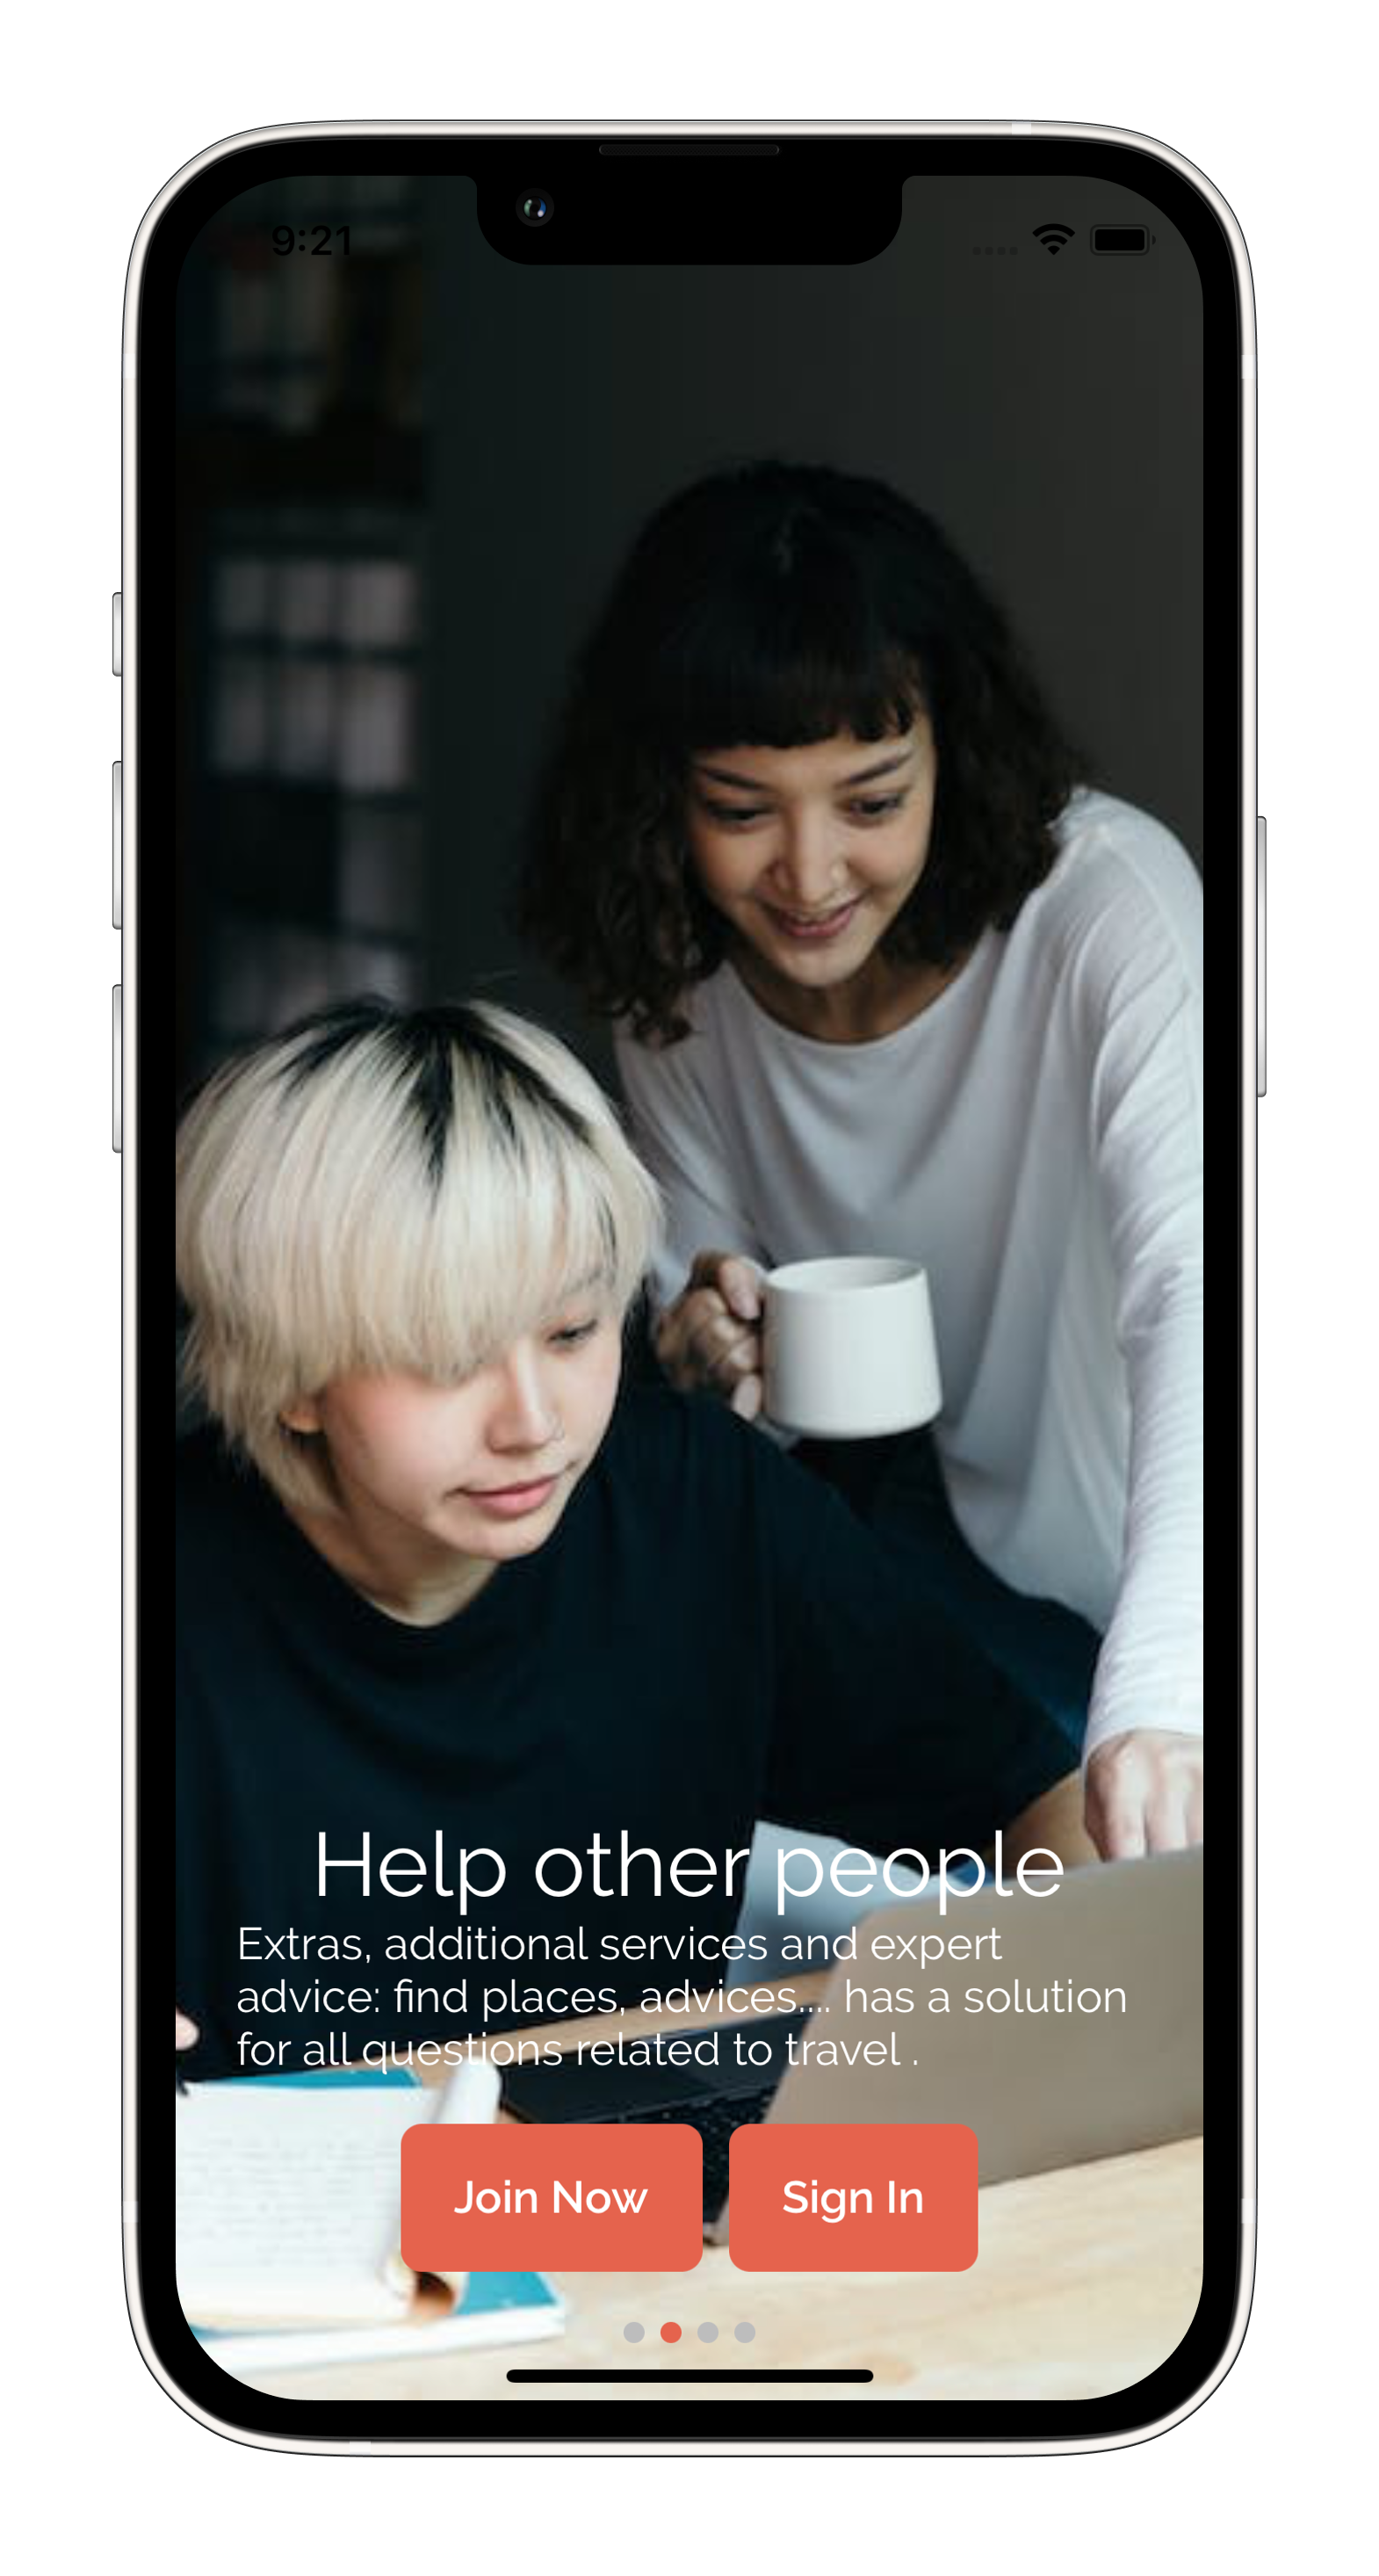 9:21
Help other people
Extras, additional services and expert
advice: find places, advices.... has a solution
for all questions related to travel .
Join Now
Sign In